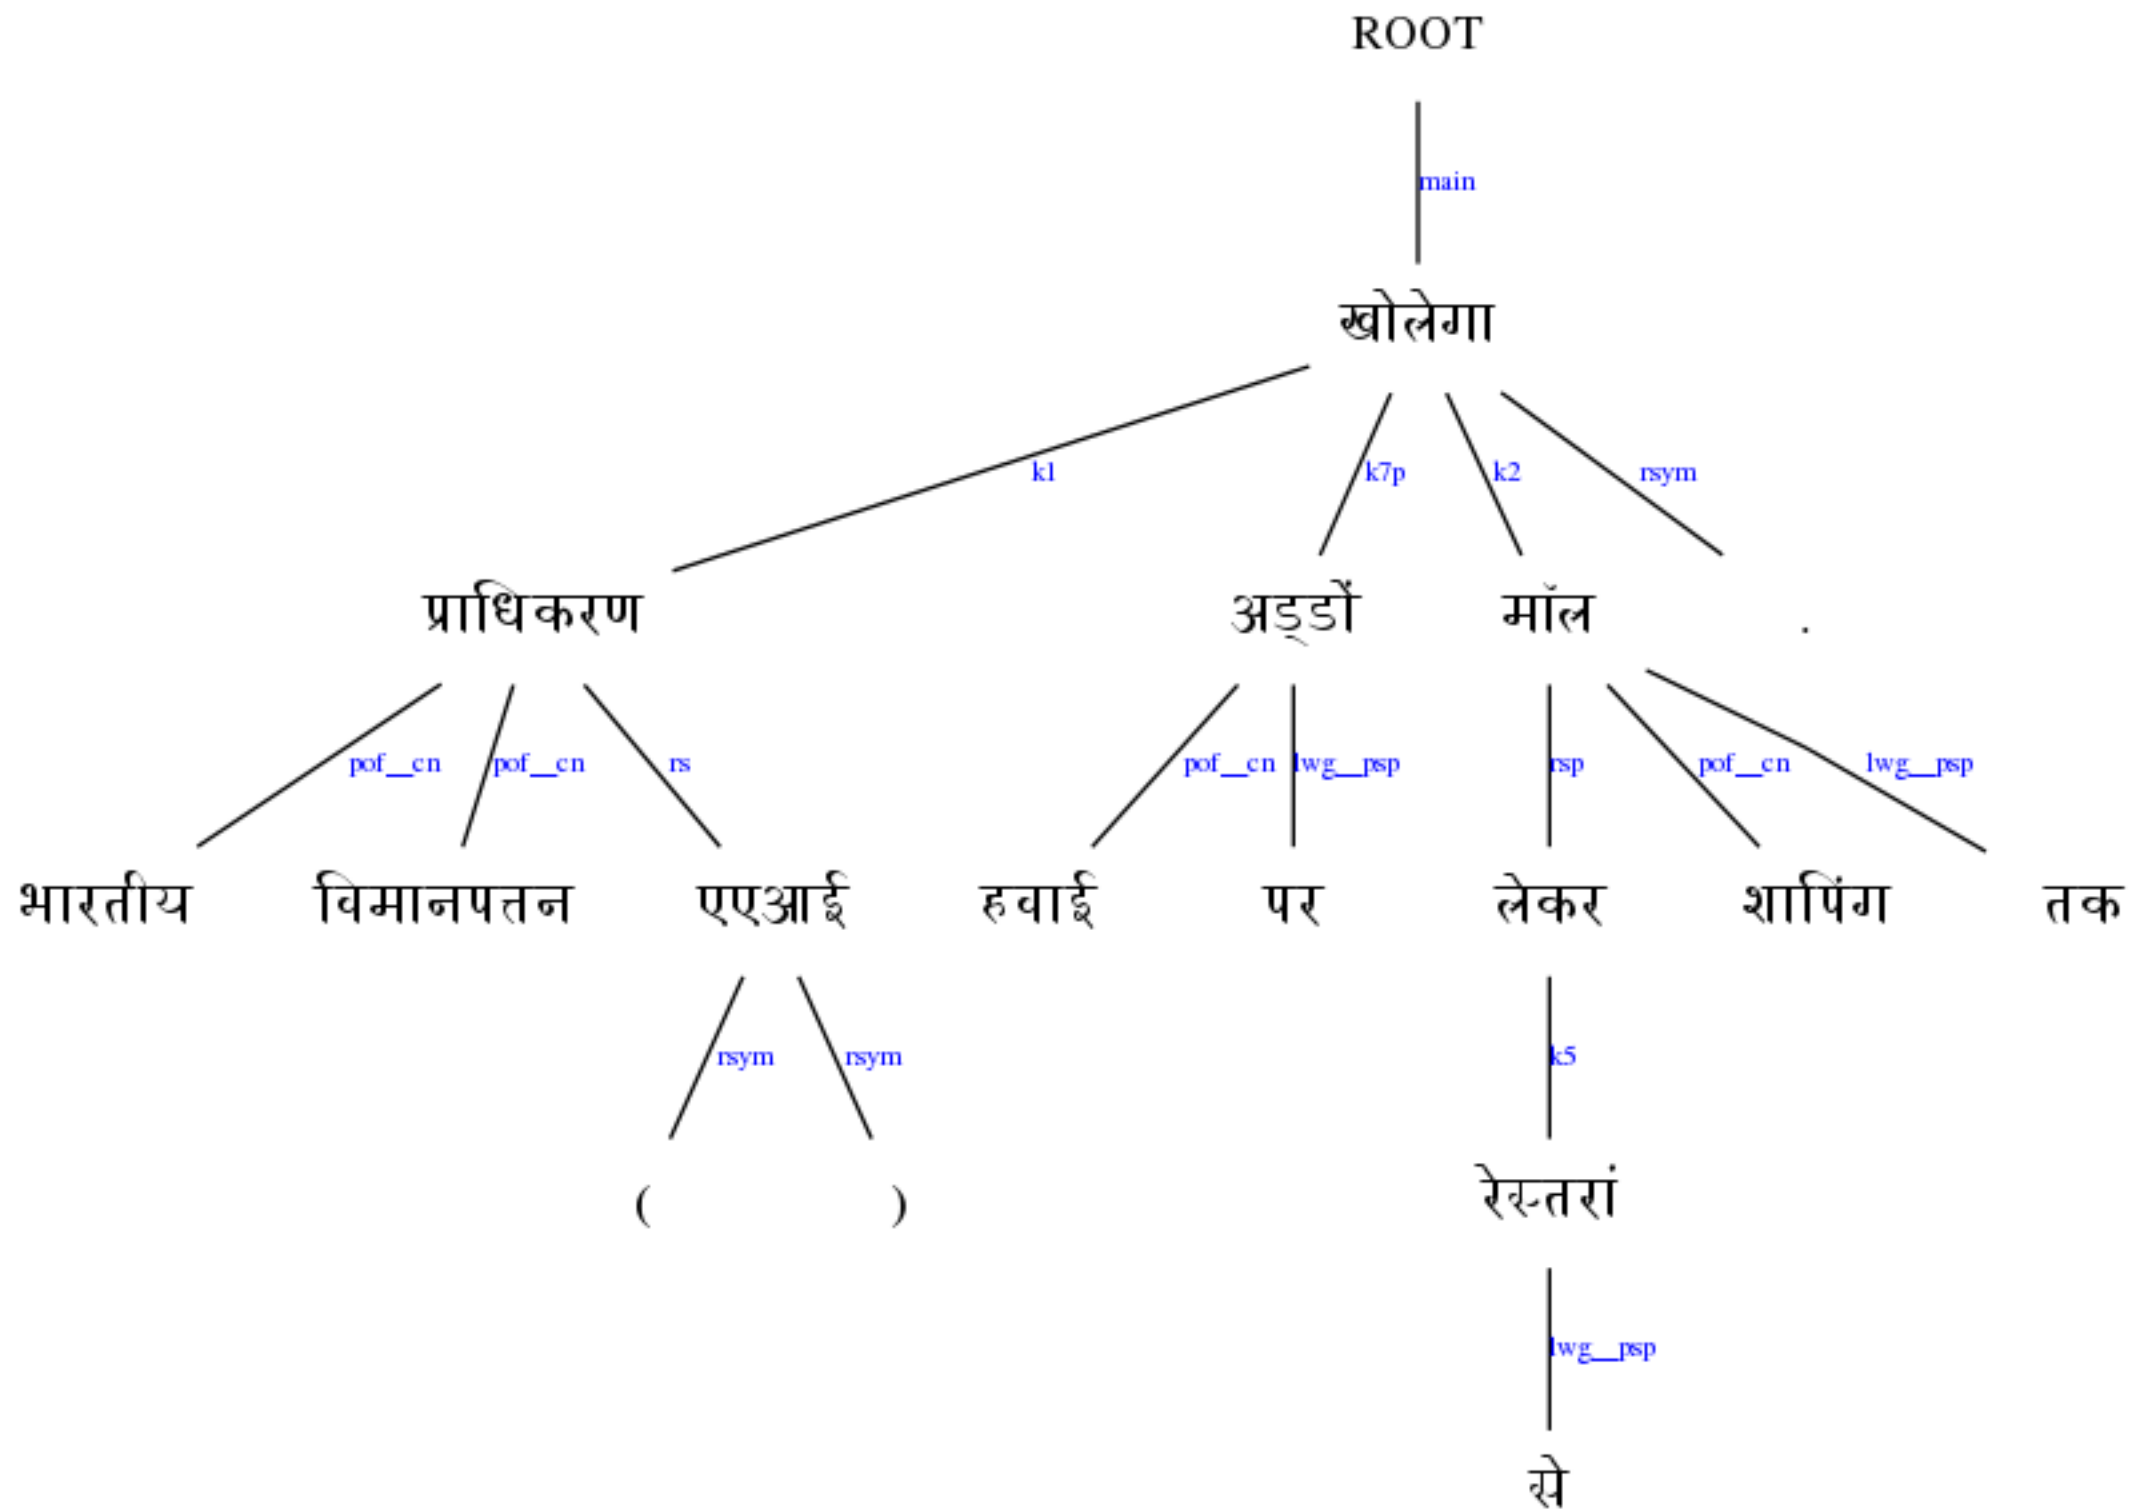 ROOT
main
खोलेगा
k1 k7p k2 rsym
प्राधिकरण अड्डों मॉल .
pof__cn pof__cn rs pof__cn lwg__psp rsp pof__cn lwg__psp
भारतीय विमानपत्तन एएआई हवाई पर लेकर शापिंग तक
rsym rsym k5
( ) रेस्तरां
lwg__psp
से